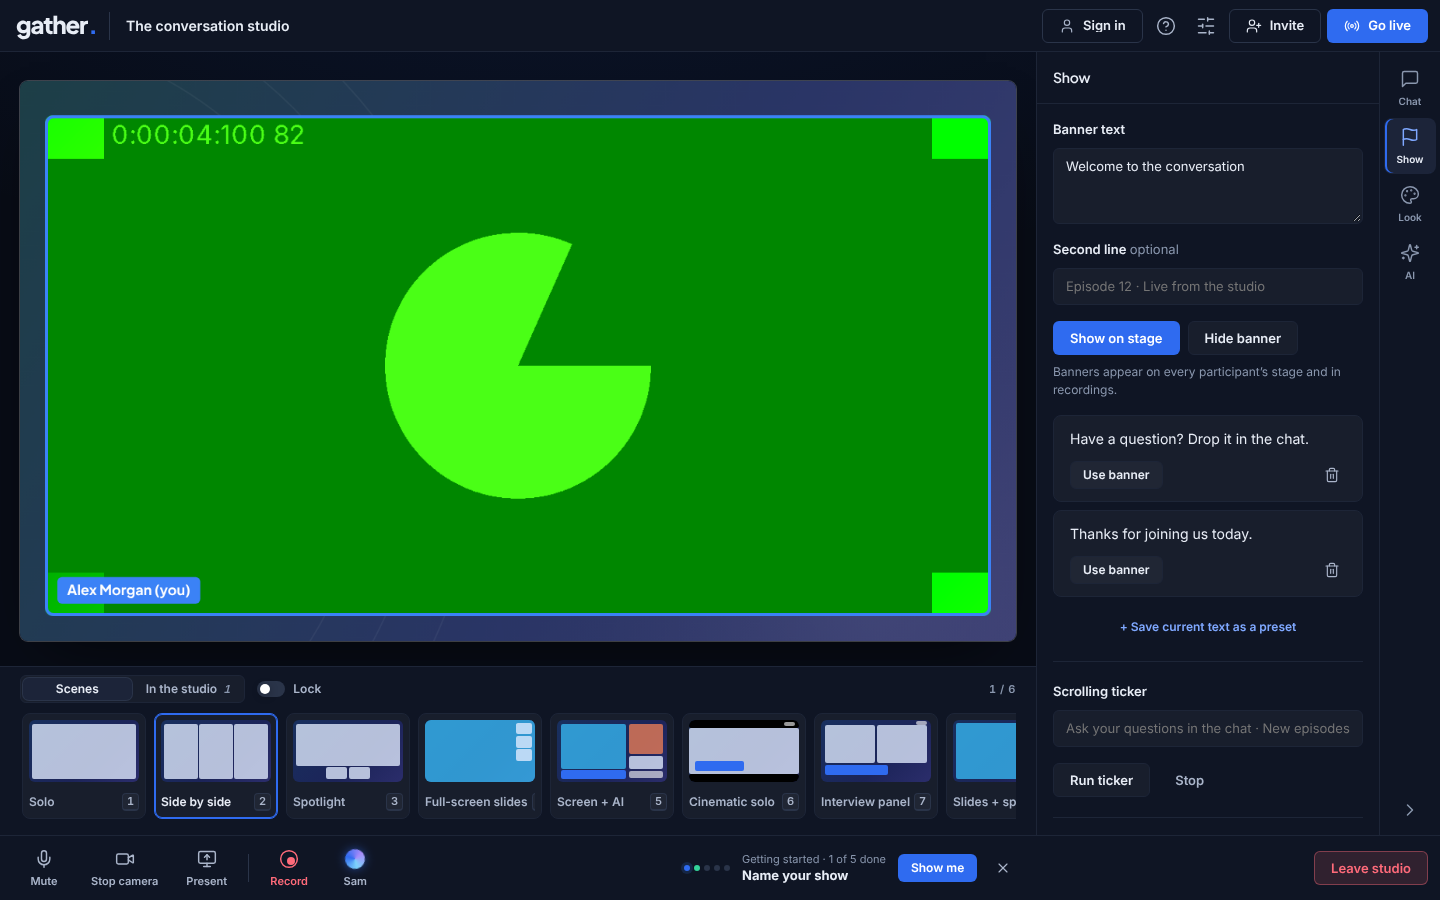 gather.
The conversation studio
Sign in
Invite
Go live
0:00:04:100 82
Alex Morgan (you)
Show
Banner text
Welcome to the conversation
Second line optional
Episode 12 · Live from the studio
Show on stage
Hide banner
Banners appear on every participant's stage and in
recordings.
Have a question? Drop it in the chat.
Use banner
Thanks for joining us today.
Use banner
+ Save current text as a preset
Scrolling ticker
Ask your questions in the chat · New episodes
Run ticker
Stop
Chat
Show
Look
AI
Scenes
In the studio 1
Lock
1 / 6
Solo 1
Side by side 2
Spotlight 3
Full-screen slides
Screen + AI 5
Cinematic solo 6
Interview panel 7
Slides + sp
Mute
Stop camera
Present
Record
Sam
Getting started · 1 of 5 done
Name your show
Show me
Leave studio